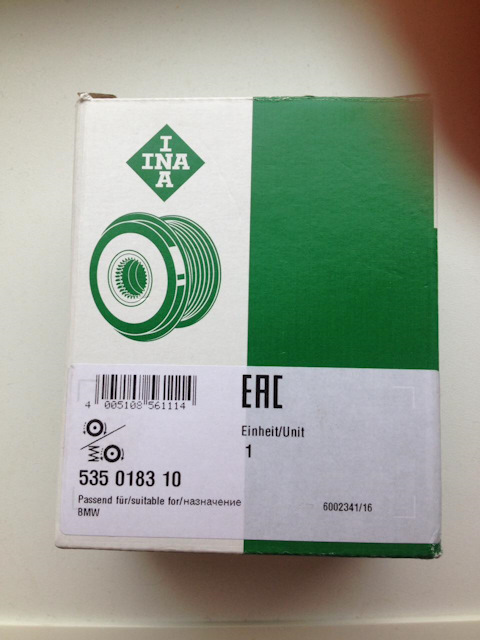 I
INA
A
EAC
4 005108 561114
Einheit/Unit
1
535 0183 10
Passend für/suitable for/назначение
BMW
6002341/16